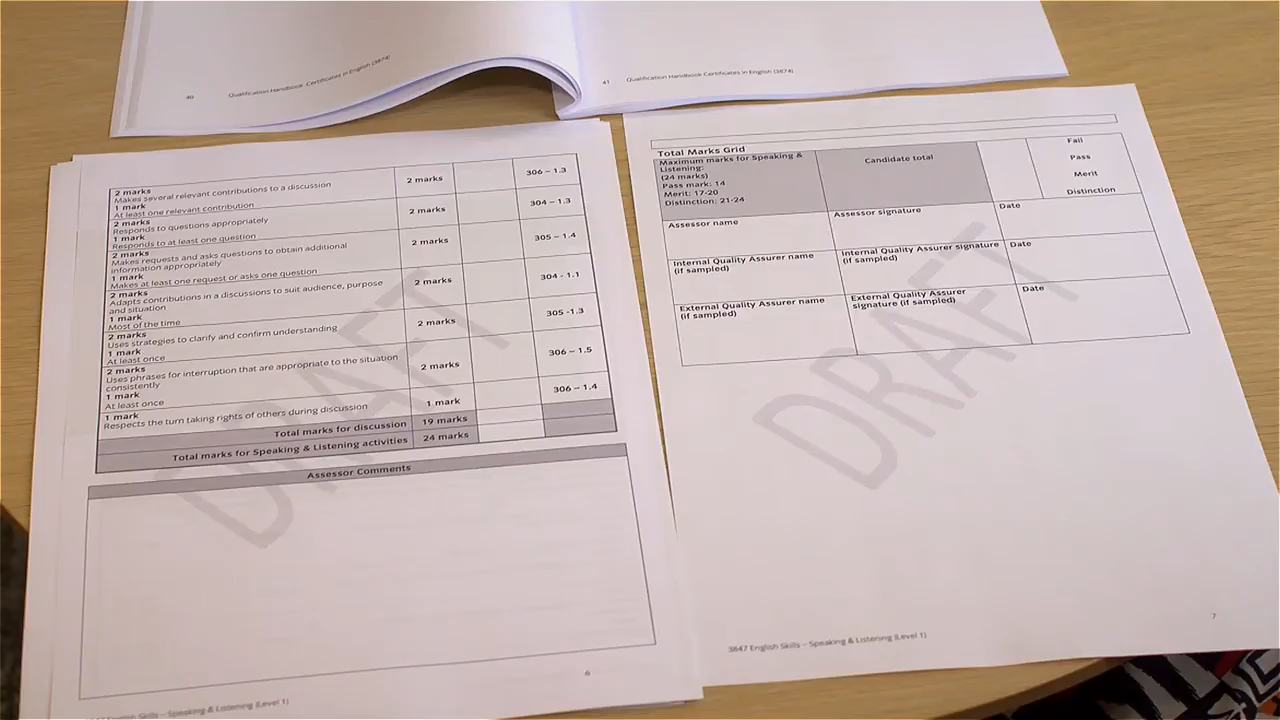 40
Qualification Handbook Certificates in English (3874)
41
Qualification Handbook Certificates in English (3874)
2 marks
Makes several relevant contributions to a discussion
1 mark
At least one relevant contribution
2 marks
306 – 1.3
2 marks
Responds to questions appropriately
1 mark
Responds to at least one question
2 marks
304 – 1.3
2 marks
Makes requests and asks questions to obtain additional
information appropriately
1 mark
Makes at least one request or asks one question
2 marks
305 – 1.4
2 marks
Adapts contributions in a discussions to suit audience, purpose
and situation
1 mark
Most of the time
2 marks
304 - 1.1
2 marks
Uses strategies to clarify and confirm understanding
1 mark
At least once
2 marks
305 -1.3
2 marks
Uses phrases for interruption that are appropriate to the situation
consistently
1 mark
At least once
2 marks
306 – 1.5
1 mark
Respects the turn taking rights of others during discussion
1 mark
306 – 1.4
Total marks for discussion
19 marks
Total marks for Speaking & Listening activities
24 marks
Assessor Comments
DRAFT
6
English Skills – Speaking & Listening (Level 1)
Total Marks Grid
Maximum marks for Speaking &
Listening:
(24 marks)
Pass mark: 14
Merit: 17-20
Distinction: 21-24
Candidate total
Fail
Pass
Merit
Distinction
Assessor name
Assessor signature
Date
Internal Quality Assurer name
(if sampled)
Internal Quality Assurer signature
(if sampled)
Date
External Quality Assurer name
(if sampled)
External Quality Assurer
signature (if sampled)
Date
DRAFT
7
3847 English Skills – Speaking & Listening (Level 1)